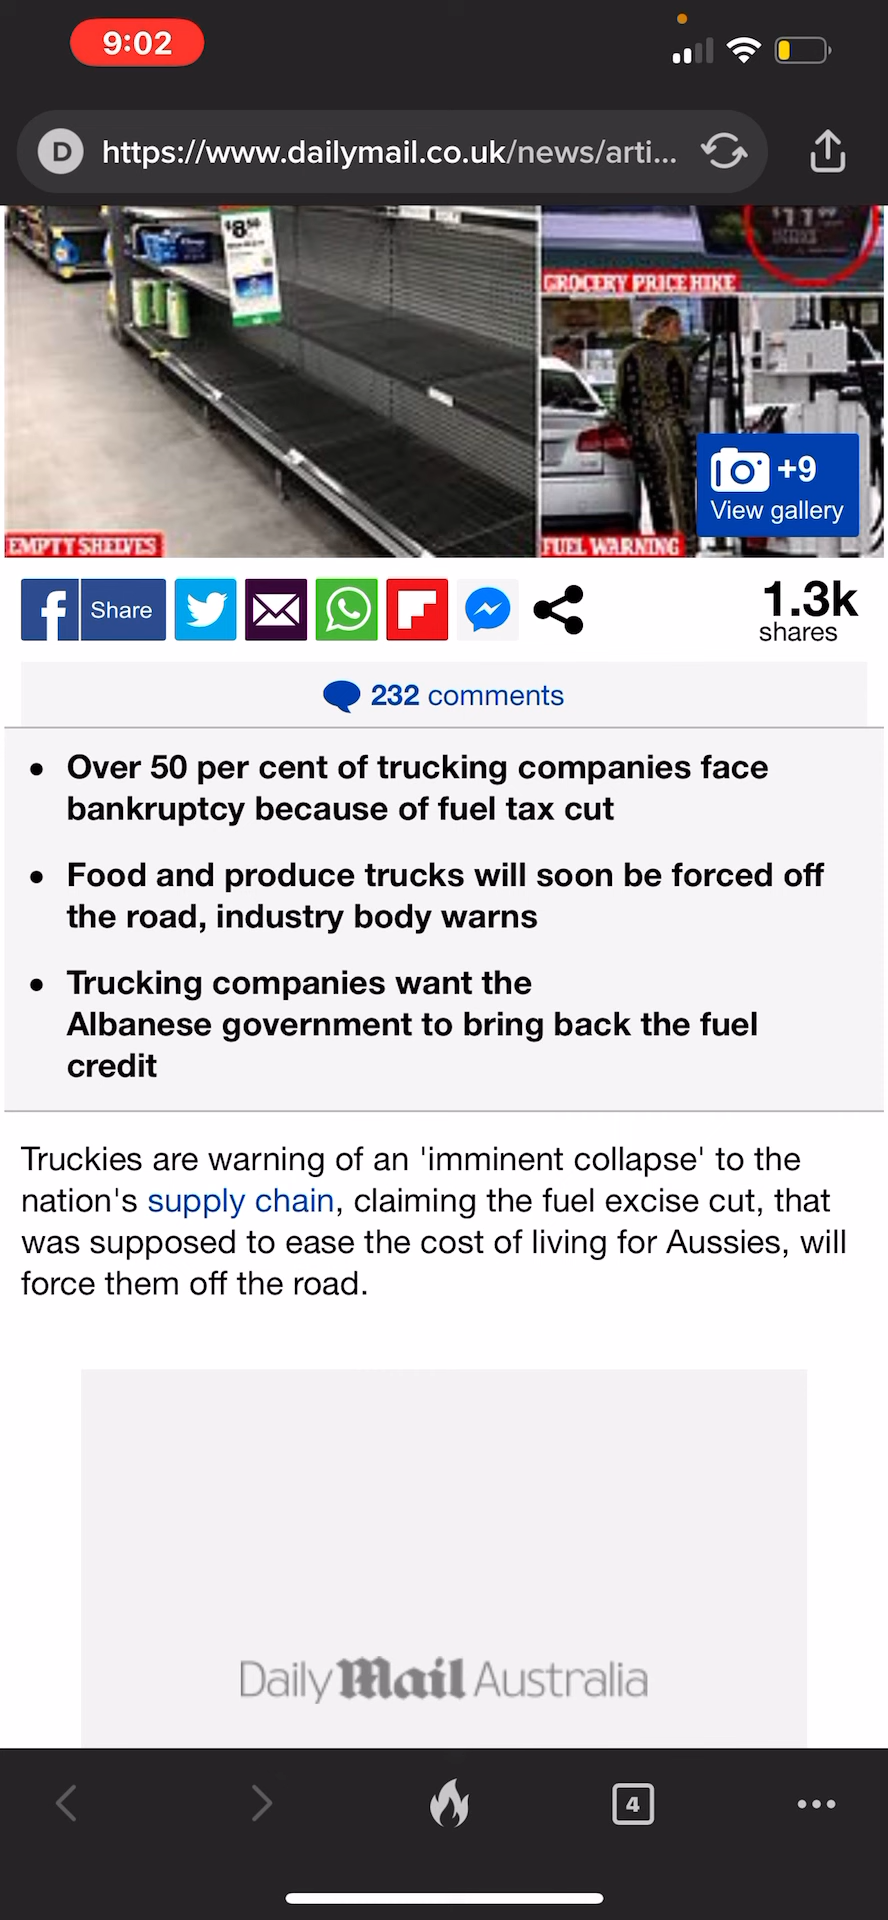 9:02
D
https://www.dailymail.co.uk/news/arti...
$8
$11
GROCERY PRICE HIKE
+9
View gallery
EMPTY SHELVES
FUEL WARNING
Share
1.3k
shares
232 comments
• Over 50 per cent of trucking companies face
bankruptcy because of fuel tax cut
• Food and produce trucks will soon be forced off
the road, industry body warns
• Trucking companies want the
Albanese government to bring back the fuel
credit
Truckies are warning of an 'imminent collapse' to the
nation's supply chain, claiming the fuel excise cut, that
was supposed to ease the cost of living for Aussies, will
force them off the road.
Daily Mail Australia
4